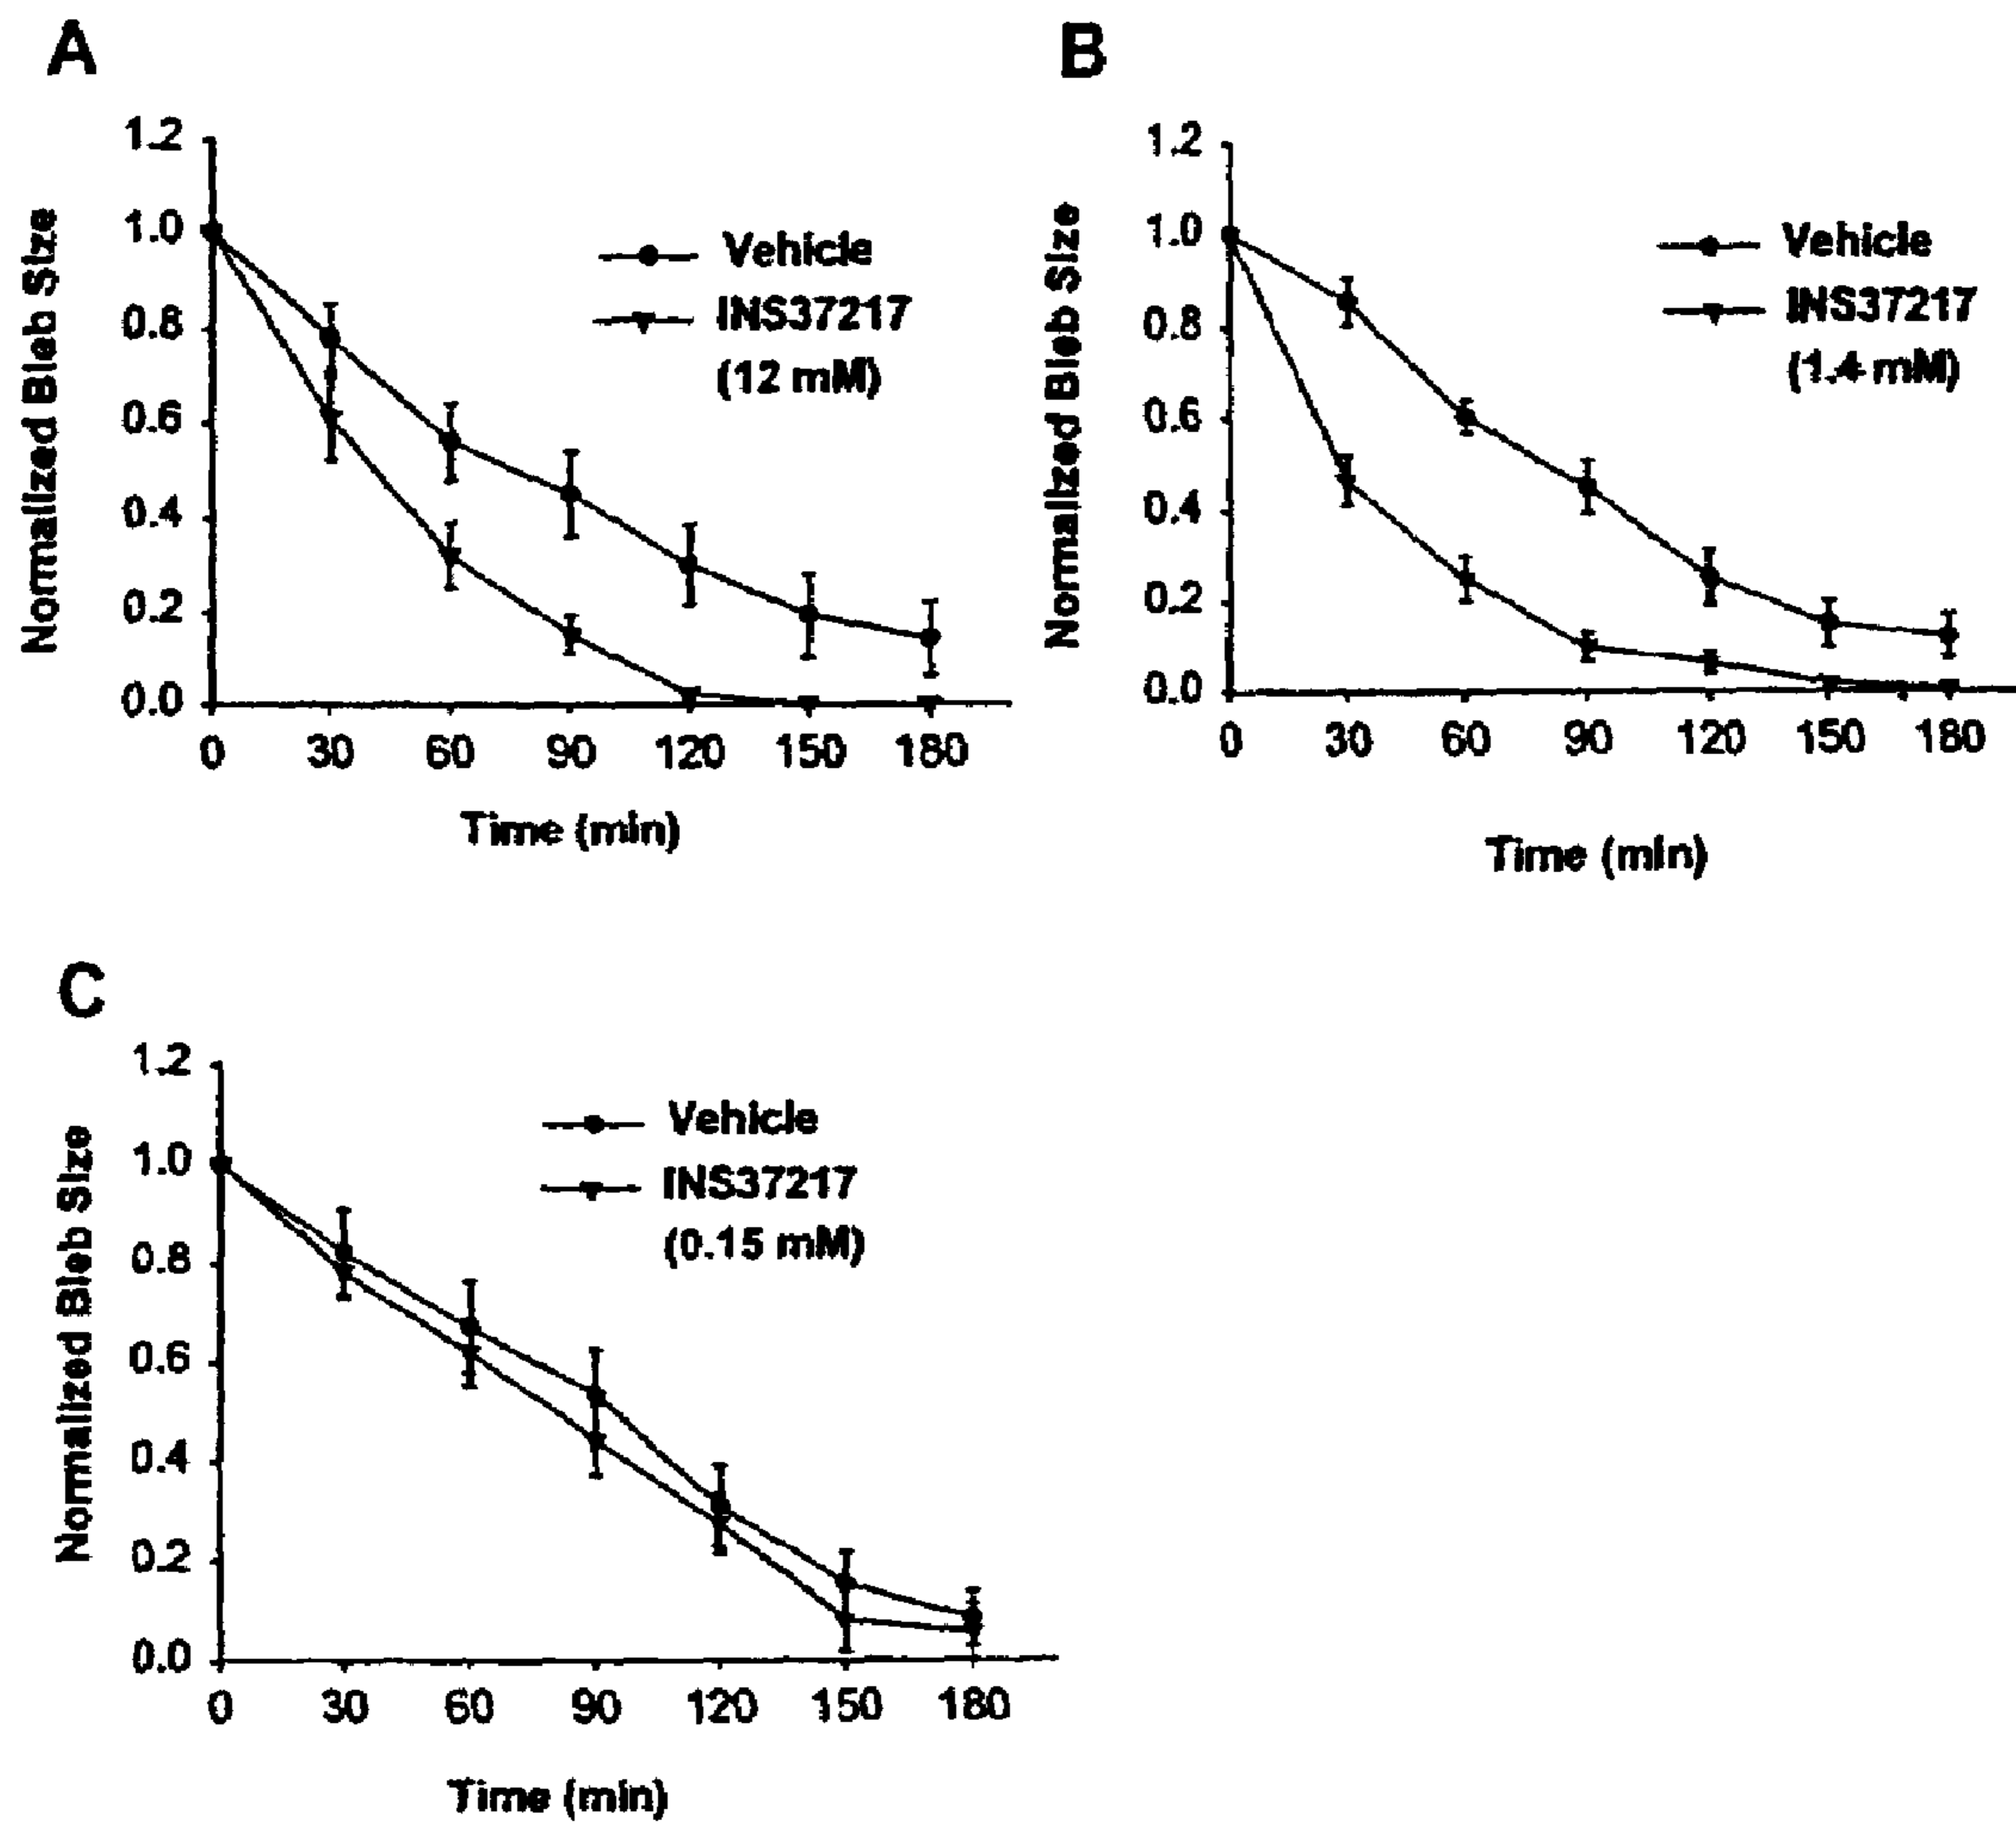 A
Normalized Bleb Size
1.2
1.0
0.8
0.6
0.4
0.2
0.0
0 30 60 90 120 150 180
Time (min)
Vehicle
INS37217
(12 mM)
B
Normalized Bleb Size
1.2
1.0
0.8
0.6
0.4
0.2
0.0
0 30 60 90 120 150 180
Time (min)
Vehicle
INS37217
(1.4 mM)
C
Normalized Bleb Size
1.2
1.0
0.8
0.6
0.4
0.2
0.0
0 30 60 90 120 150 180
Time (min)
Vehicle
INS37217
(0.15 mM)